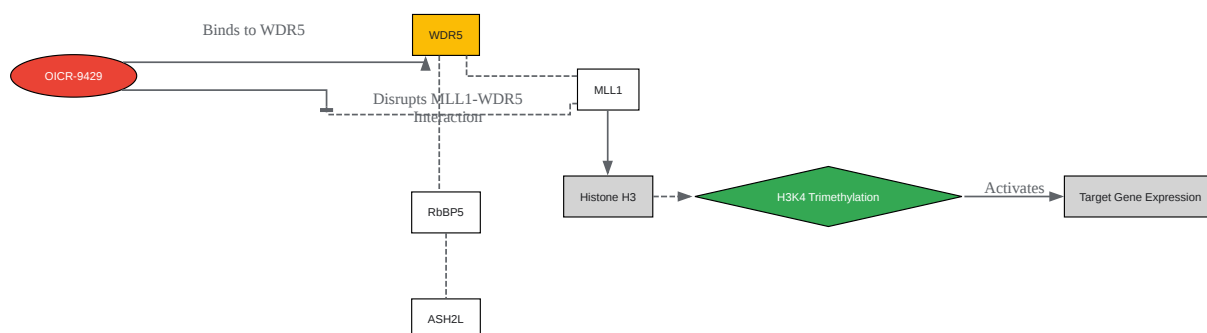 Binds to WDR5
WDR5
OICR-9429
MLL1
Disrupts MLL1-WDR5
Interaction
Histone H3
H3K4 Trimethylation
Activates
Target Gene Expression
RbBP5
ASH2L